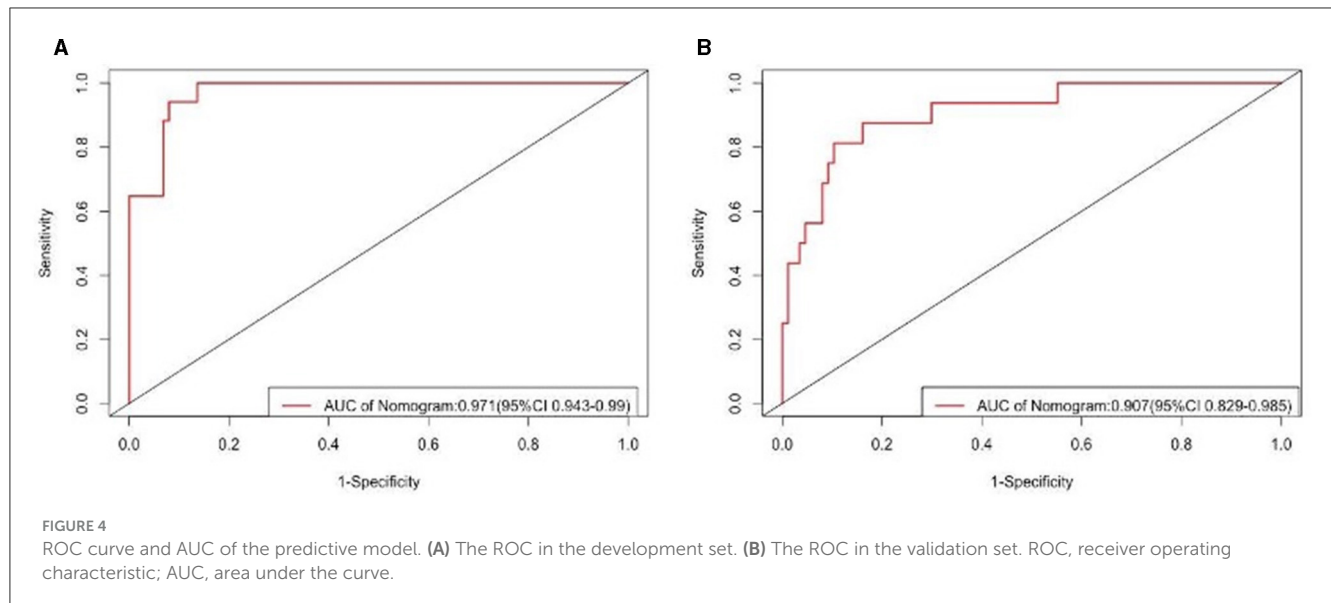 A
1.0
0.8
0.6
0.4
0.2
0.0
Sensitivity
AUC of Nomogram:0.971(95%CI 0.943-0.99)
0.0 0.2 0.4 0.6 0.8 1.0
1-Specificity
B
1.0
0.8
0.6
0.4
0.2
0.0
Sensitivity
AUC of Nomogram:0.907(95%CI 0.829-0.985)
0.0 0.2 0.4 0.6 0.8 1.0
1-Specificity
FIGURE 4
ROC curve and AUC of the predictive model. (A) The ROC in the development set. (B) The ROC in the validation set. ROC, receiver operating
characteristic; AUC, area under the curve.